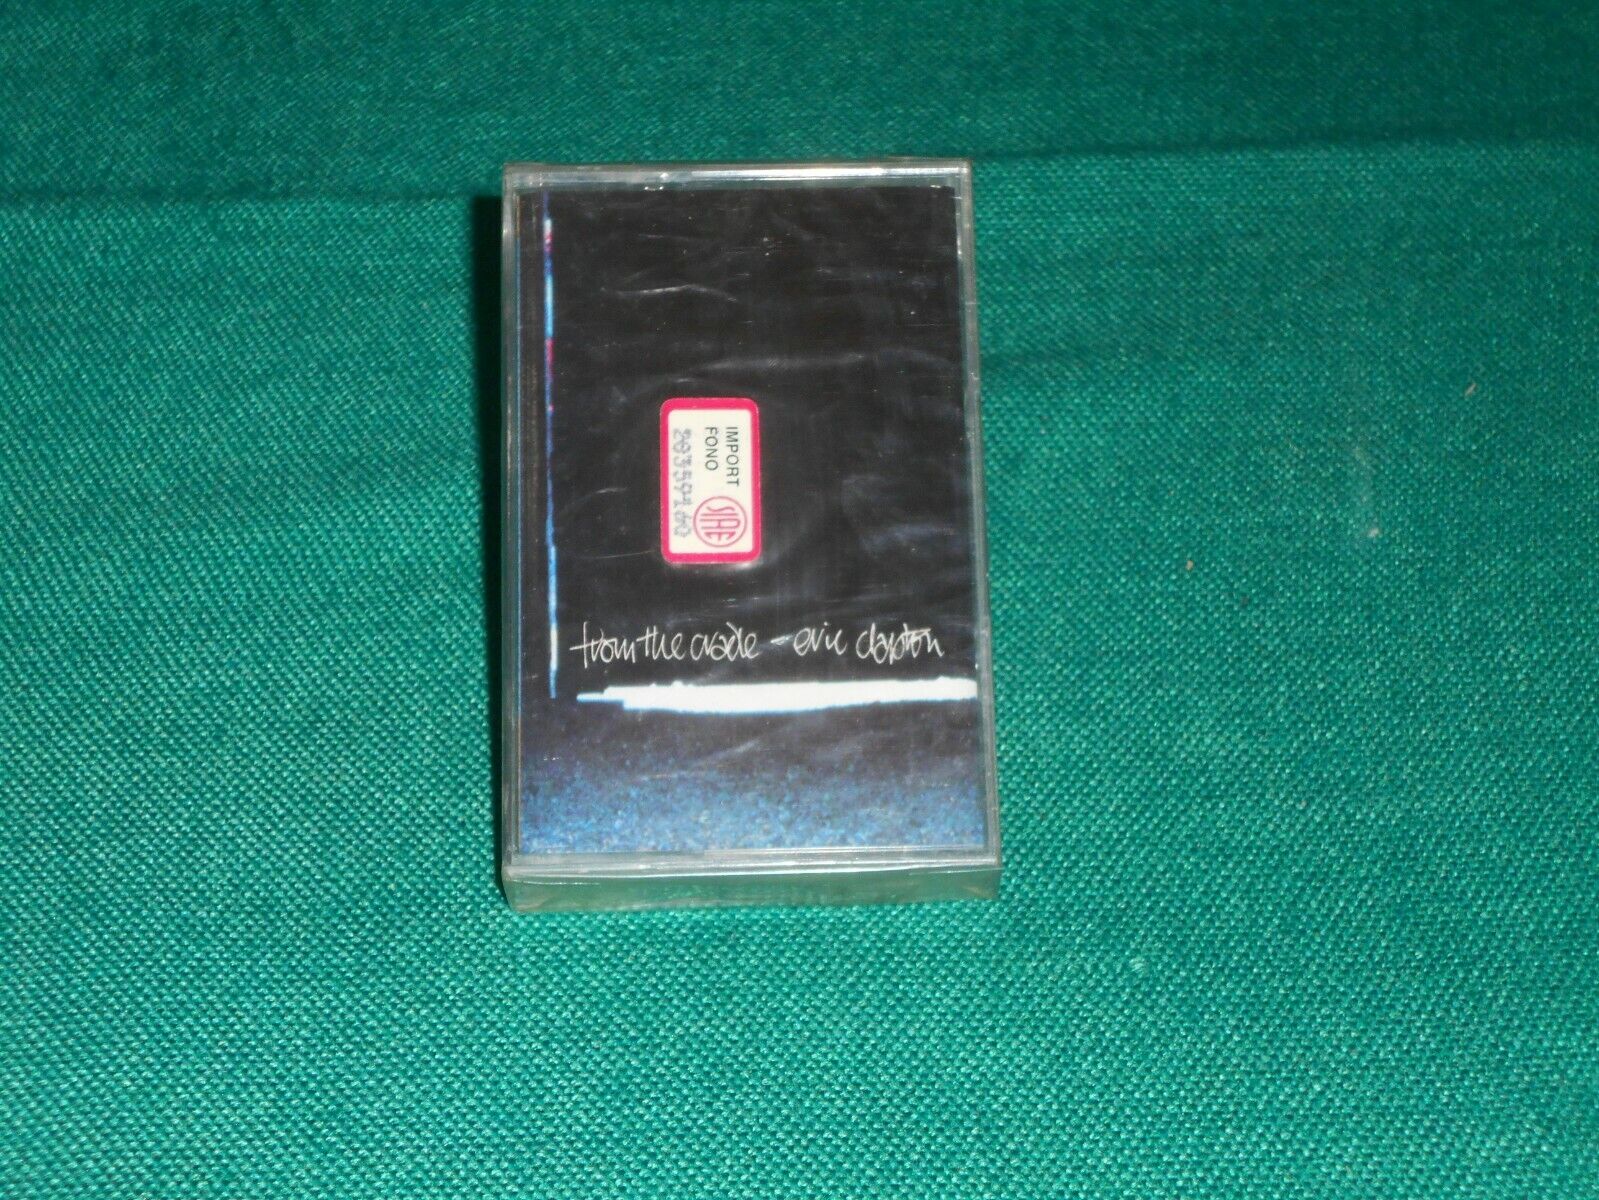 IMPORT
FONO
SIAE
from the cradle - eric clapton